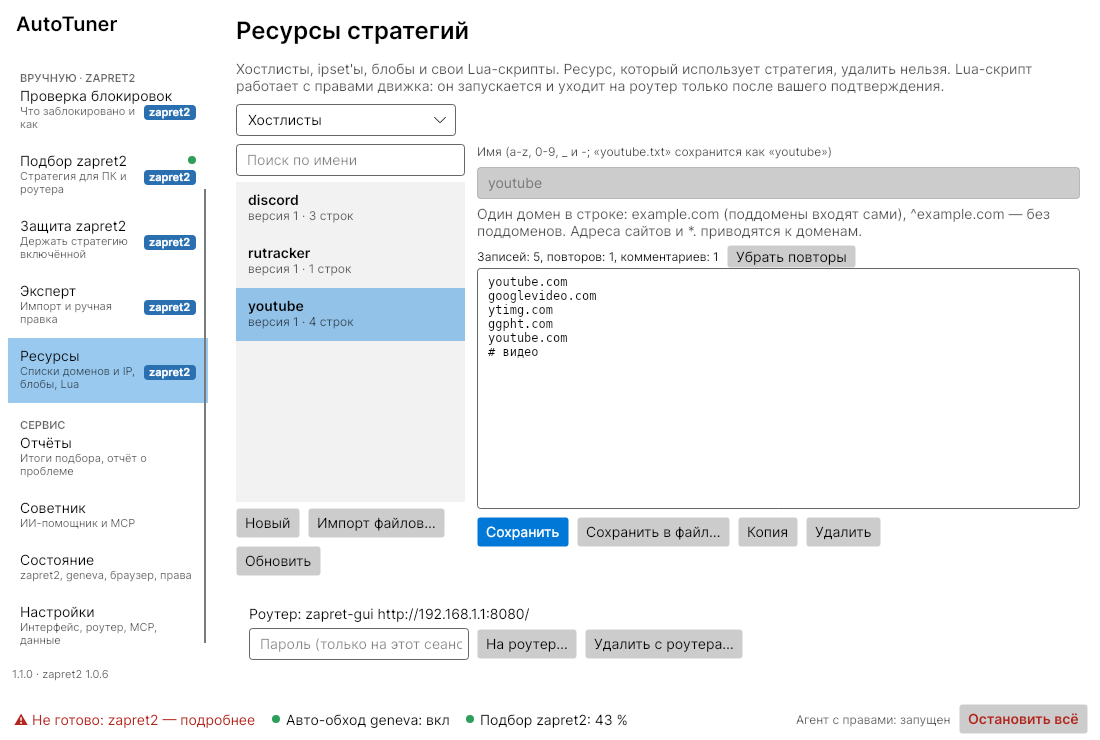 AutoTuner
ВРУЧНУЮ · ZAPRET2
Проверка блокировок
Что заблокировано и
как
zapret2
Подбор zapret2
Стратегия для ПК и
роутера
zapret2
Защита zapret2
Держать стратегию
включённой
zapret2
Эксперт
Импорт и ручная
правка
zapret2
Ресурсы
Списки доменов и IP,
блобы, Lua
zapret2
СЕРВИС
Отчёты
Итоги подбора, отчёт о
проблеме
Советник
ИИ-помощник и MCP
Состояние
zapret2, geneva, браузер, права
Настройки
Интерфейс, роутер, MCP,
данные
1.1.0 · zapret2 1.0.6
Ресурсы стратегий
Хостлисты, ipset'ы, блобы и свои Lua-скрипты. Ресурс, который использует стратегия, удалить нельзя. Lua-скрипт
работает с правами движка: он запускается и уходит на роутер только после вашего подтверждения.
Хостлисты
Поиск по имени
discord
версия 1 · 3 строк
rutracker
версия 1 · 1 строк
youtube
версия 1 · 4 строк
Новый
Импорт файлов...
Обновить
Имя (a-z, 0-9, _ и -; «youtube.txt» сохранится как «youtube»)
youtube
Один домен в строке: example.com (поддомены входят сами), ^example.com — без
поддоменов. Адреса сайтов и *. приводятся к доменам.
Записей: 5, повторов: 1, комментариев: 1
Убрать повторы
youtube.com
googlevideo.com
ytimg.com
ggpht.com
youtube.com
# видео
Сохранить
Сохранить в файл...
Копия
Удалить
Роутер: zapret-gui http://192.168.1.1:8080/
Пароль (только на этот сеанс
На роутер...
Удалить с роутера...
Не готово: zapret2 — подробнее
Авто-обход geneva: вкл
Подбор zapret2: 43 %
Агент с правами: запущен
Остановить всё